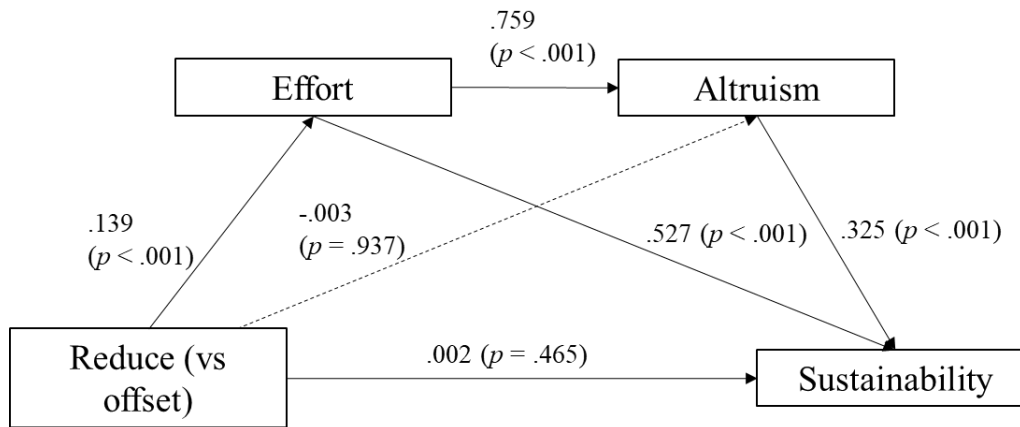 .759
(p < .001)
Effort
Altruism
.139
(p < .001)
-.003
(p = .937)
.527 (p < .001)
.325 (p < .001)
Reduce (vs
offset)
.002 (p = .465)
Sustainability